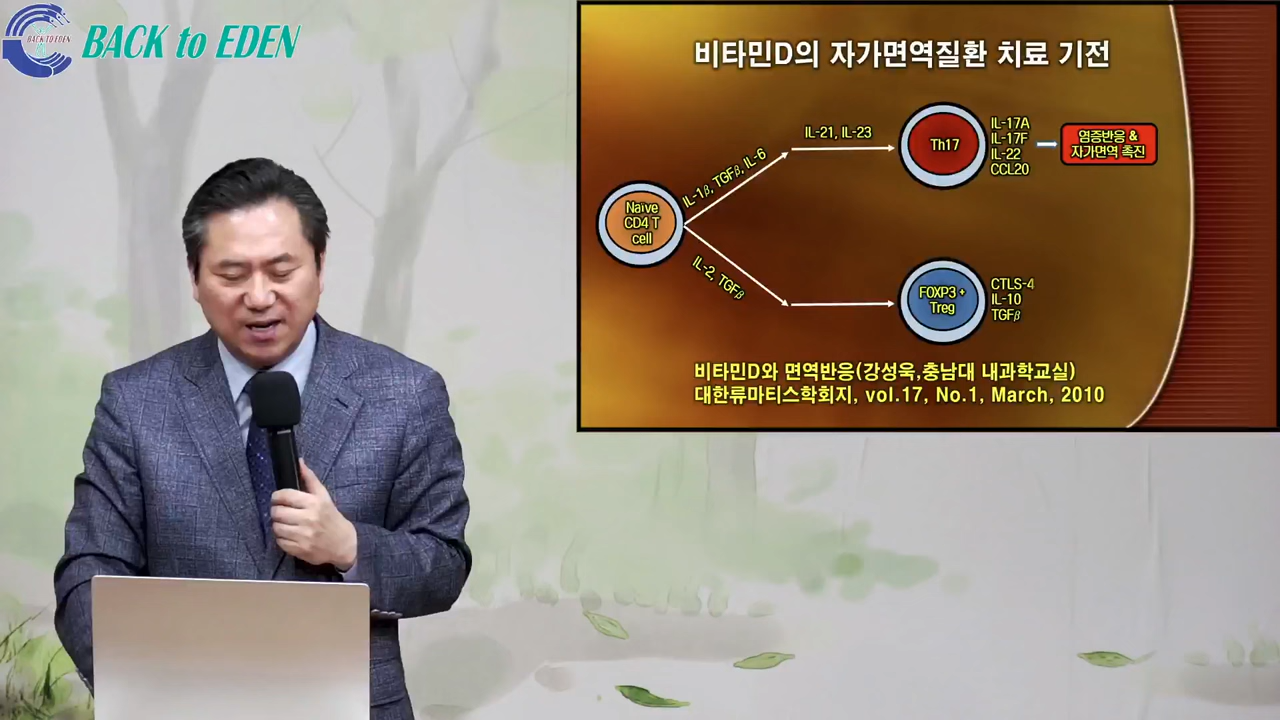 BACK TO EDEN
BACK to EDEN
비타민D의 자가면역질환 치료 기전
IL-21, IL-23
IL-1β, TGFβ, IL-6
Th17
IL-17A
IL-17F
IL-22
CCL20
염증반응 &
자가면역 촉진
Naïve
CD4 T
cell
IL-2, TGFβ
FOXP3 +
Treg
CTLS-4
IL-10
TGFβ
비타민D와 면역반응(강성욱,충남대 내과학교실)
대한류마티스학회지, vol.17, No.1, March, 2010